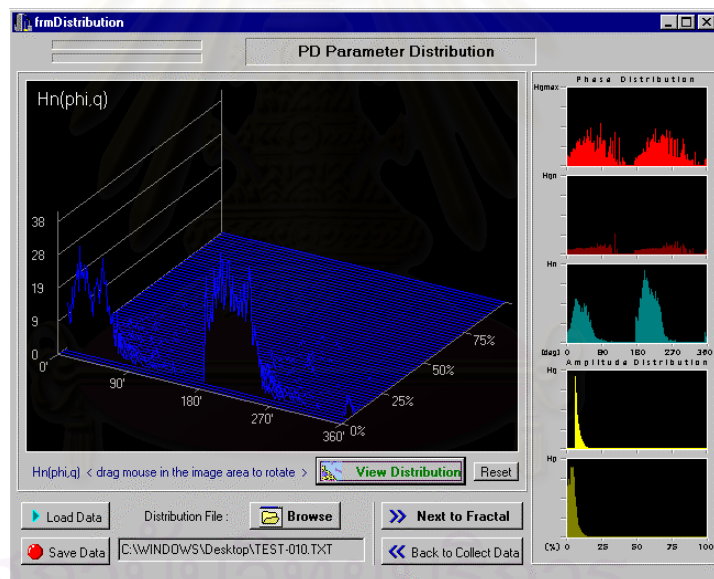 frmDistribution
PD Parameter Distribution
Hn(phi,q)
38
28
19
9
0
0'
90'
180'
270'
360'
0%
25%
50%
75%
Phase Distribution
Hqmax
Hqn
Hn
(deg) 0 90 180 270 360
Amplitude Distribution
Hq
Hp
(%) 0 25 50 75 100
Hn(phi,q) < drag mouse in the image area to rotate >
View Distribution
Reset
Load Data
Distribution File :
Browse
Next to Fractal
Save Data
C:\WINDOWS\Desktop\TEST-010.TXT
Back to Collect Data